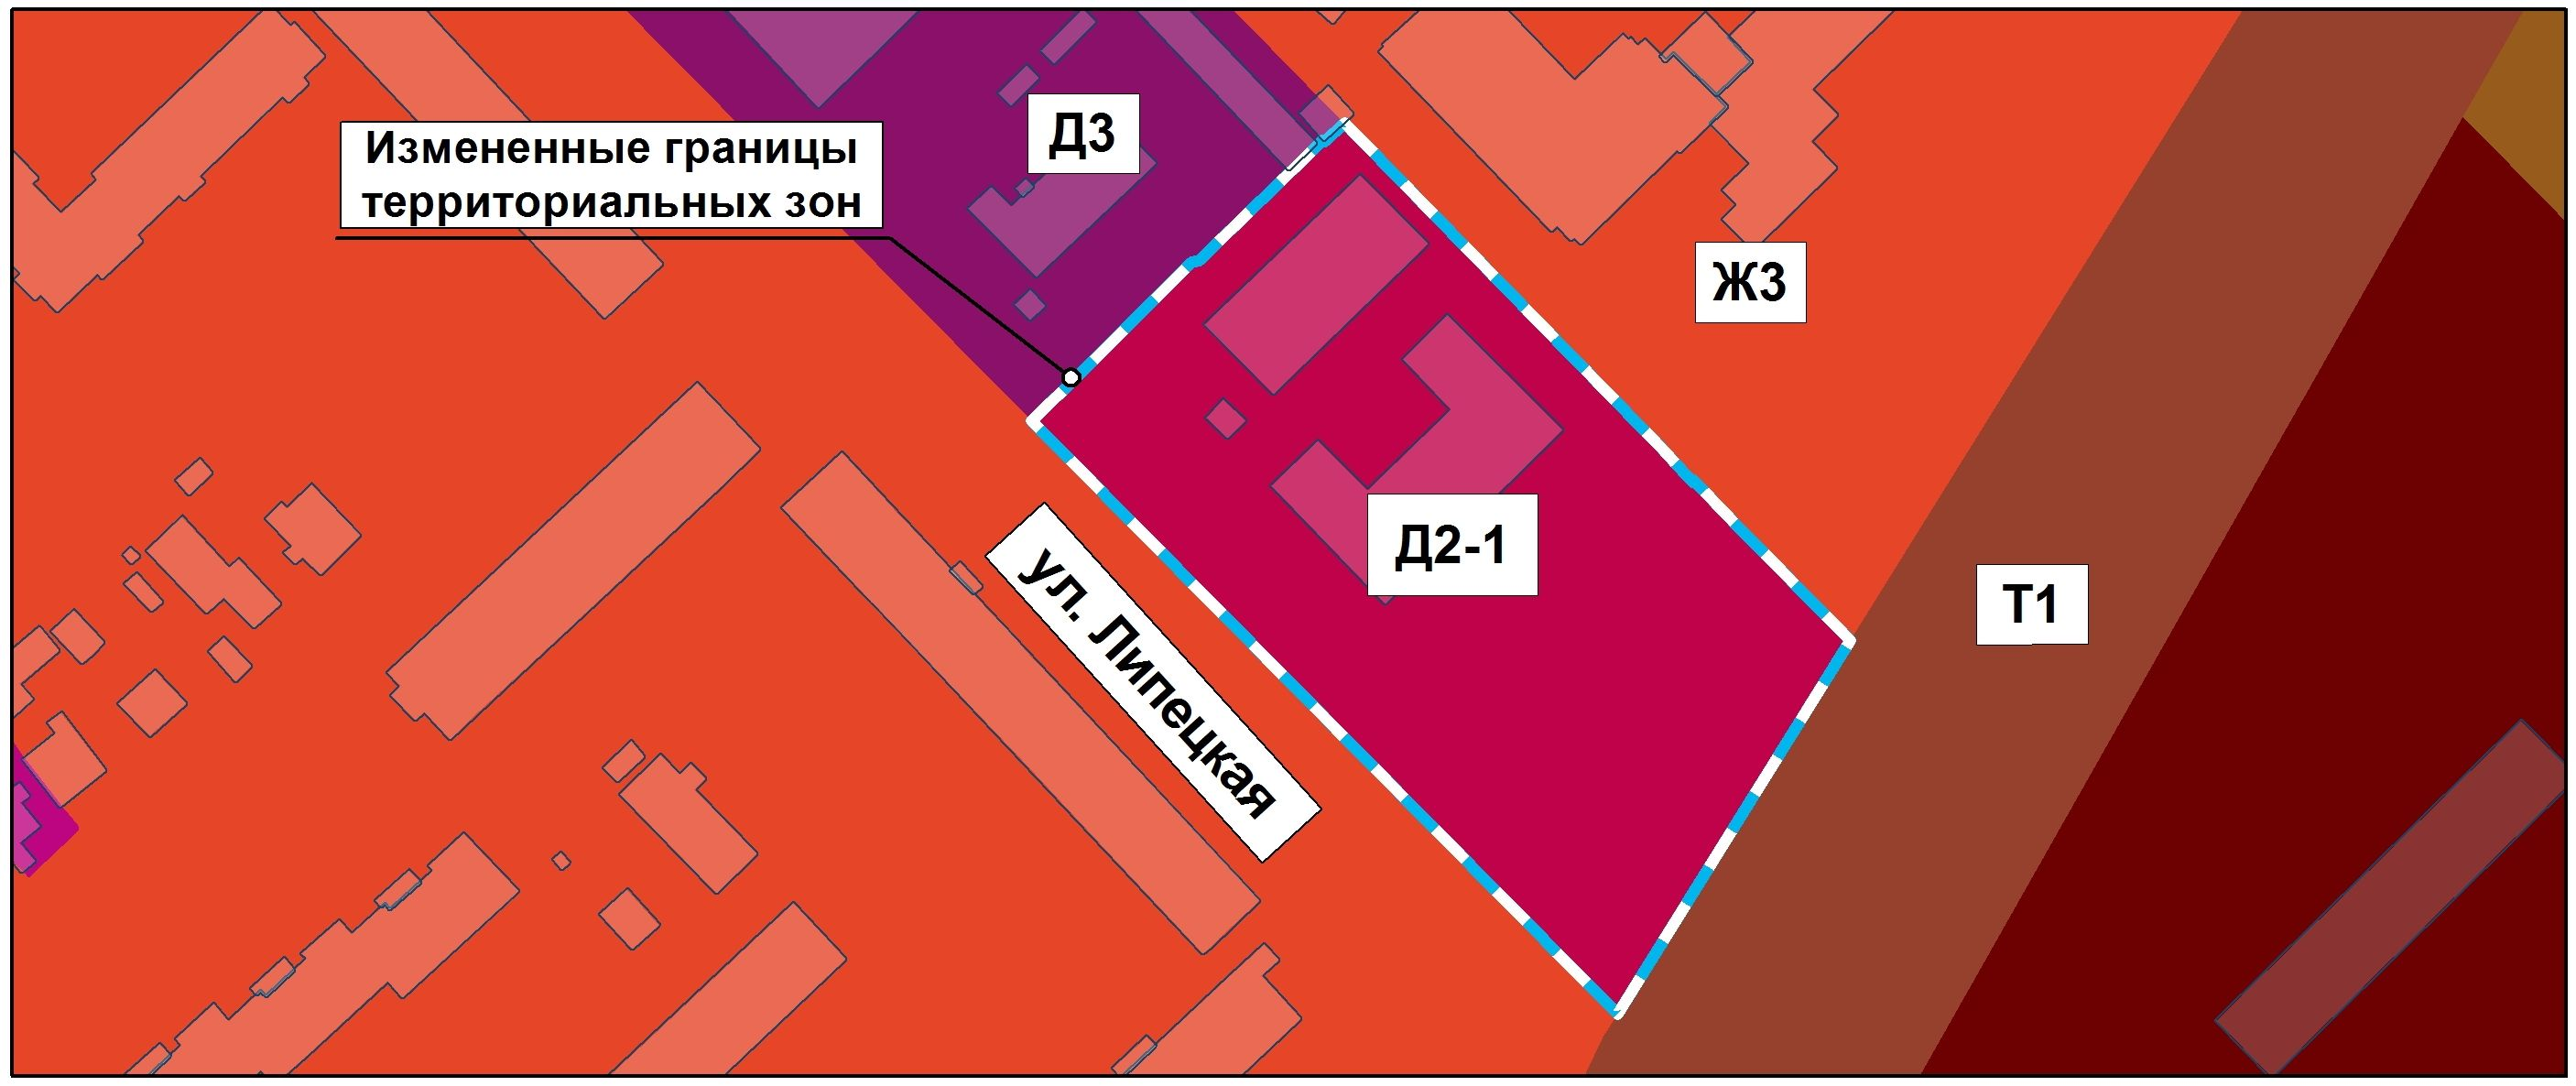 Д3
Измененные границы
территориальных зон
Ж3
Д2-1
ул. Липецкая
Т1